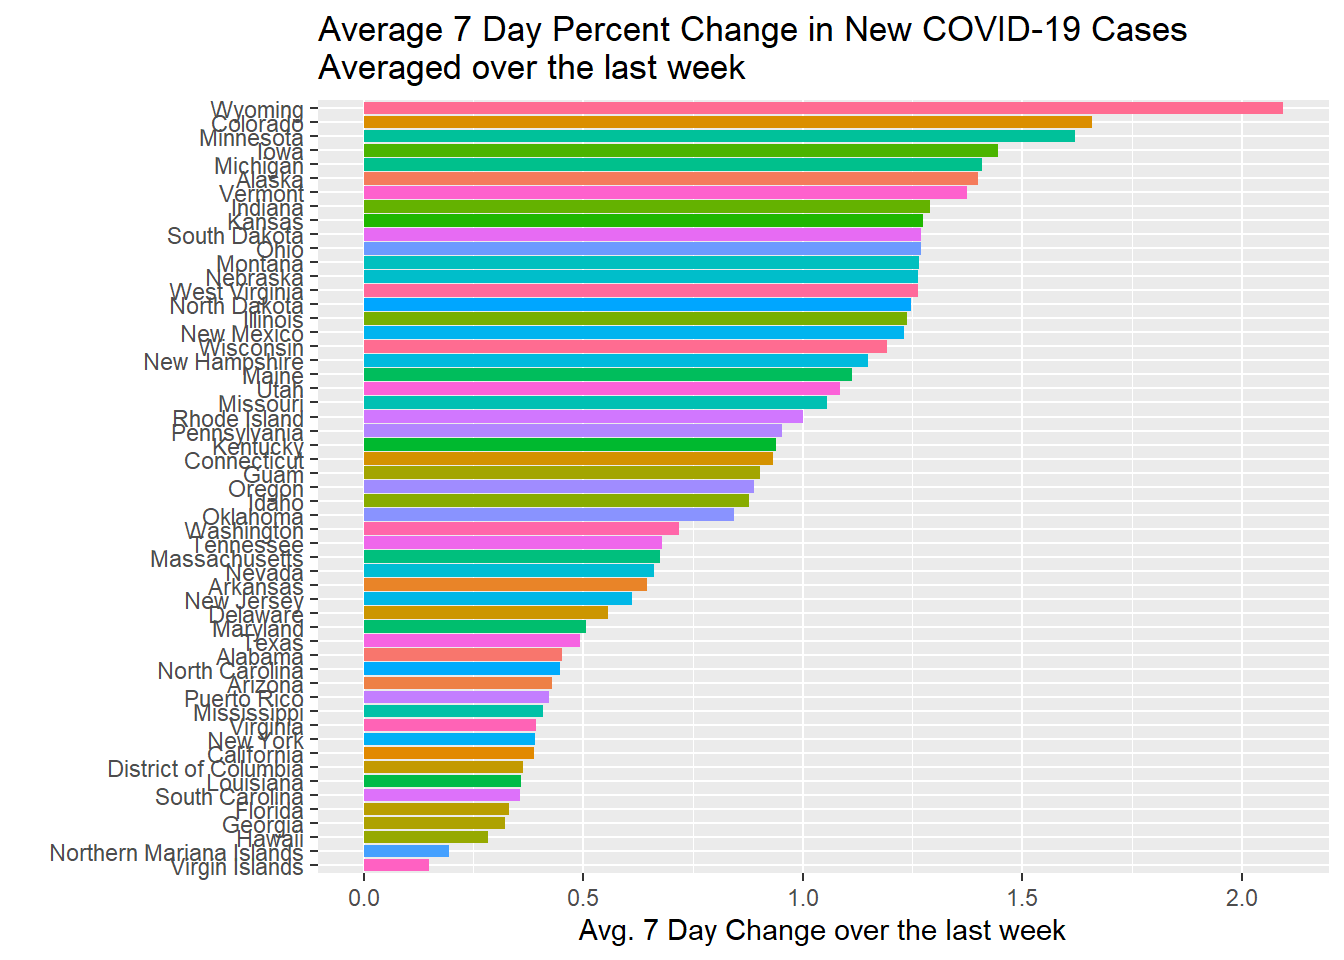 Average 7 Day Percent Change in New COVID-19 Cases
Averaged over the last week
Wyoming
Colorado
Minnesota
Iowa
Michigan
Alaska
Vermont
Indiana
Kansas
South Dakota
Ohio
Montana
Nebraska
West Virginia
North Dakota
Illinois
New Mexico
Wisconsin
New Hampshire
Maine
Utah
Missouri
Rhode Island
Pennsylvania
Kentucky
Connecticut
Guam
Oregon
Idaho
Oklahoma
Washington
Tennessee
Massachusetts
Nevada
Arkansas
New Jersey
Delaware
Maryland
Texas
Alabama
North Carolina
Arizona
Puerto Rico
Mississippi
Virginia
New York
California
District of Columbia
Louisiana
South Carolina
Florida
Georgia
Hawaii
Northern Mariana Islands
Virgin Islands
0.0 0.5 1.0 1.5 2.0
Avg. 7 Day Change over the last week